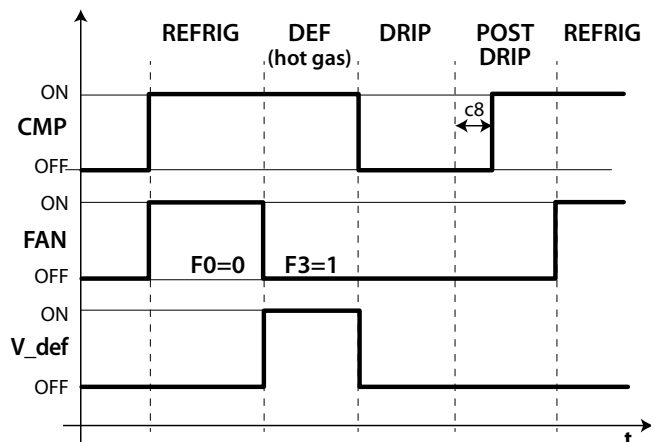 REFRIG DEF DRIP POST REFRIG
(hot gas) DRIP
ON
c8
CMP
OFF
ON
FAN
F0=0 F3=1
OFF
ON
V_def
OFF
t